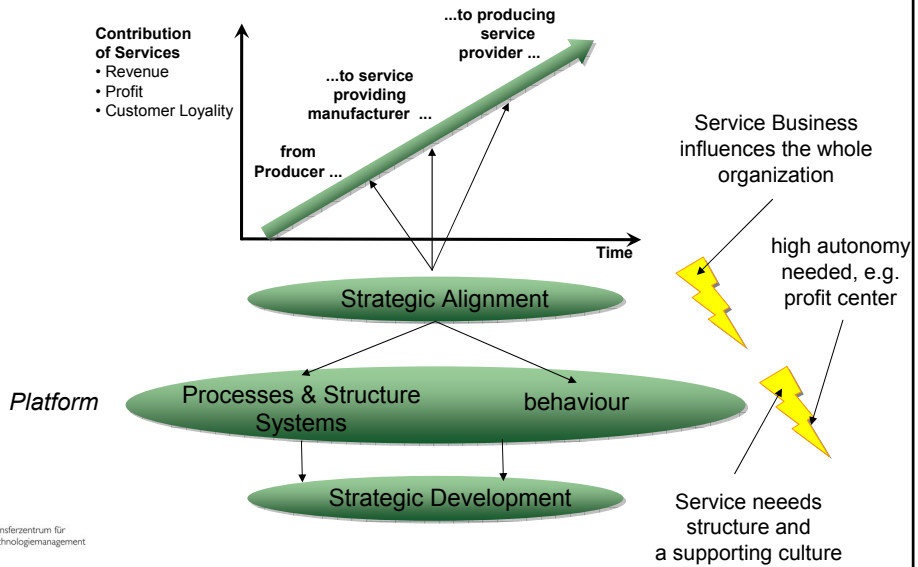 Contribution
of Services
• Revenue
• Profit
• Customer Loyality
...to producing
service
provider ...
...to service
providing
manufacturer ...
from
Producer ...
Time
Service Business
influences the whole
organization
high autonomy
needed, e.g.
profit center
Strategic Alignment
Platform
Processes & Structure
Systems
behaviour
Strategic Development
Service neeeds
structure and
a supporting culture
nsferzentrum für
chnologiemanagement